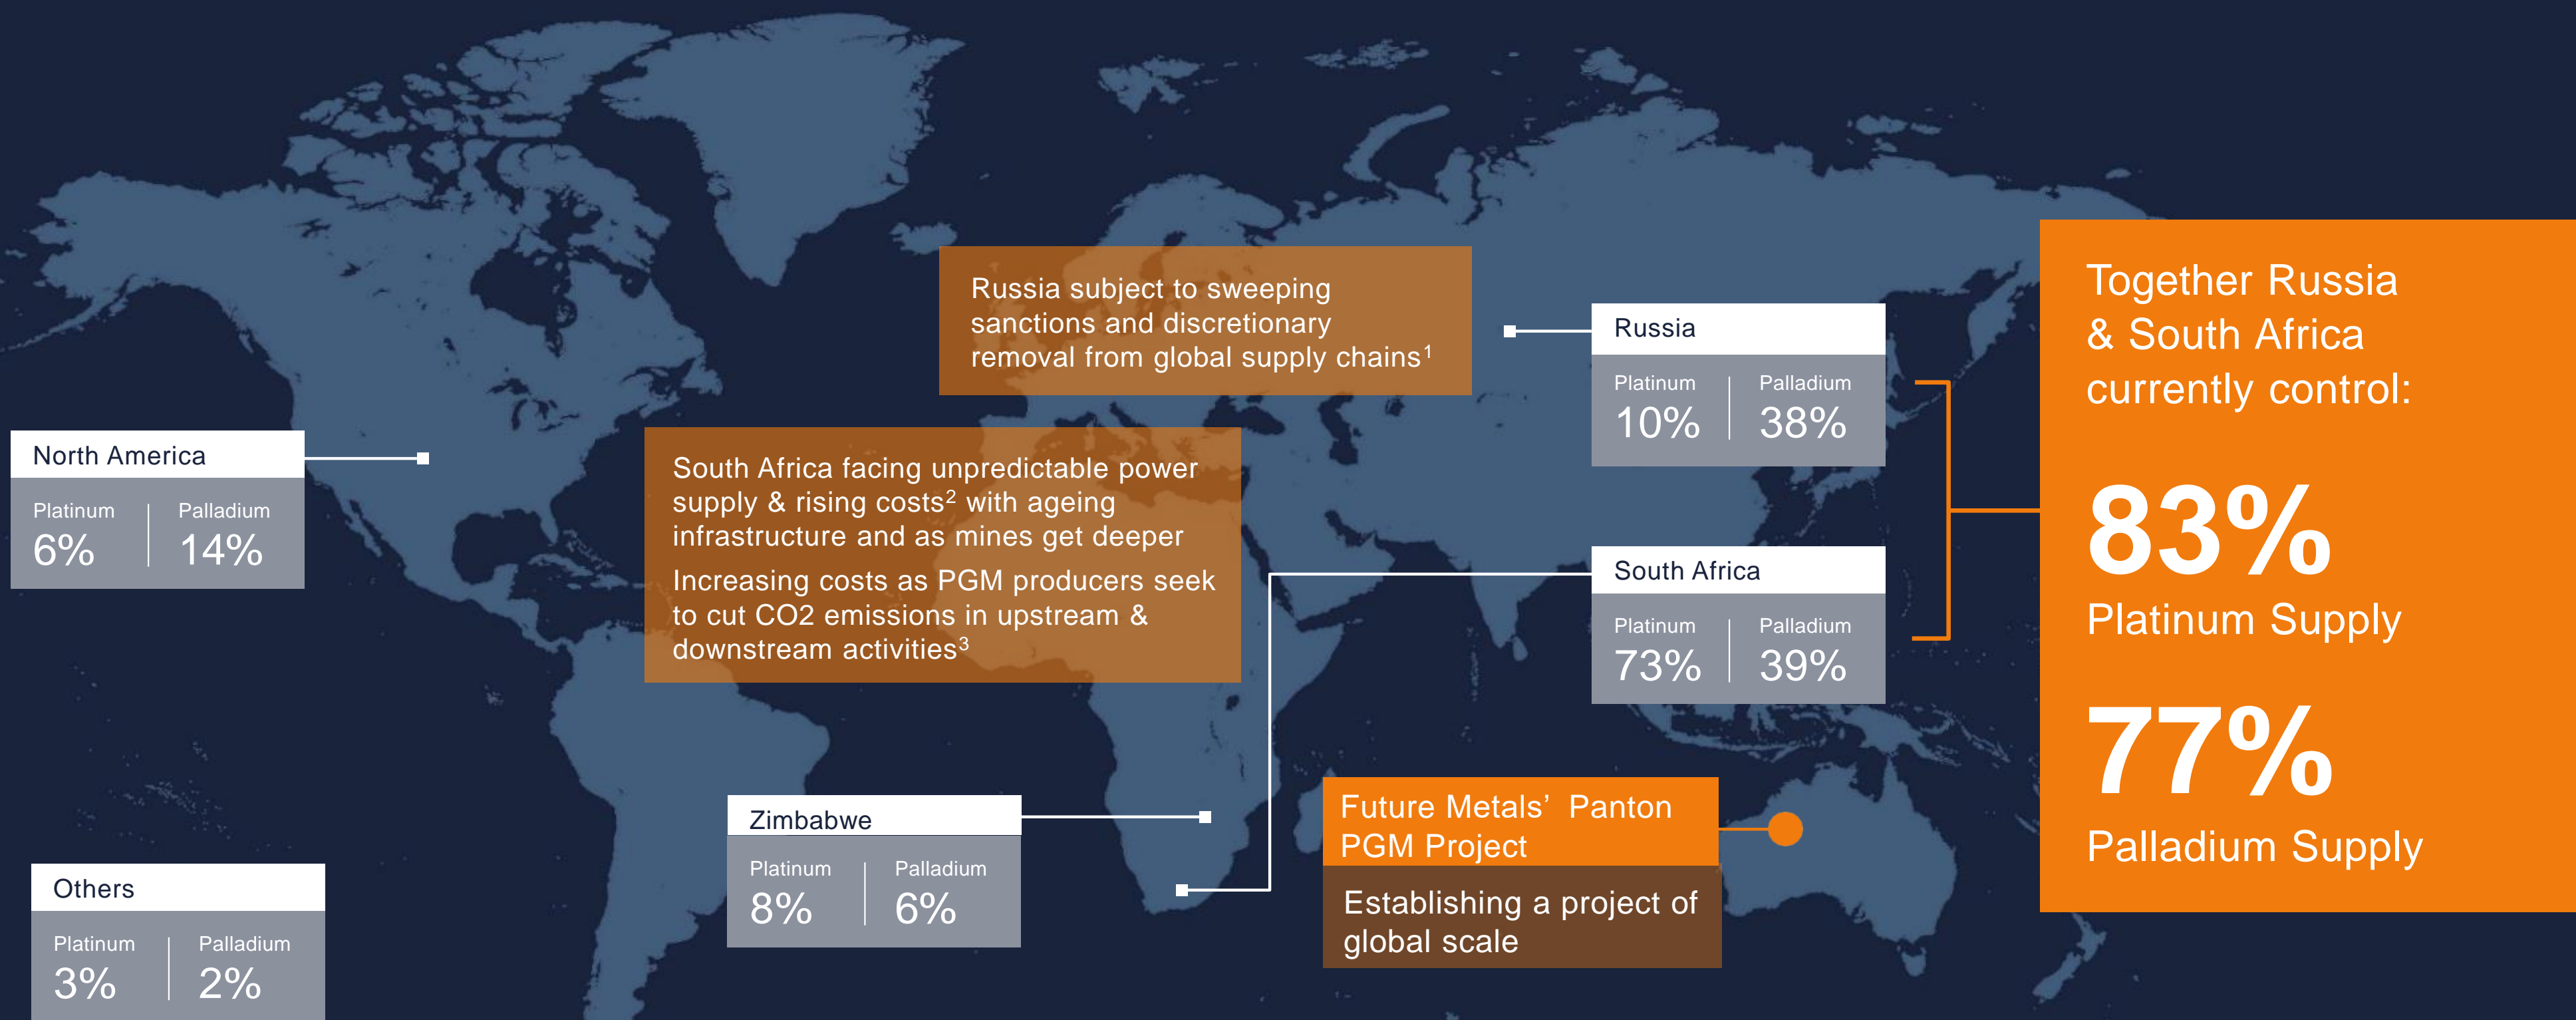 Russia subject to sweeping
sanctions and discretionary
removal from global supply chains¹
Russia
Platinum
Palladium
10%
38%
Together Russia
& South Africa
currently control:
83%
Platinum Supply
77%
Palladium Supply
North America
Platinum
Palladium
6%
14%
South Africa facing unpredictable power
supply & rising costs² with ageing
infrastructure and as mines get deeper
Increasing costs as PGM producers seek
to cut CO2 emissions in upstream &
downstream activities³
South Africa
Platinum
Palladium
73%
39%
Zimbabwe
Platinum
Palladium
8%
6%
Future Metals’ Panton
PGM Project
Establishing a project of
global scale
Others
Platinum
Palladium
3%
2%